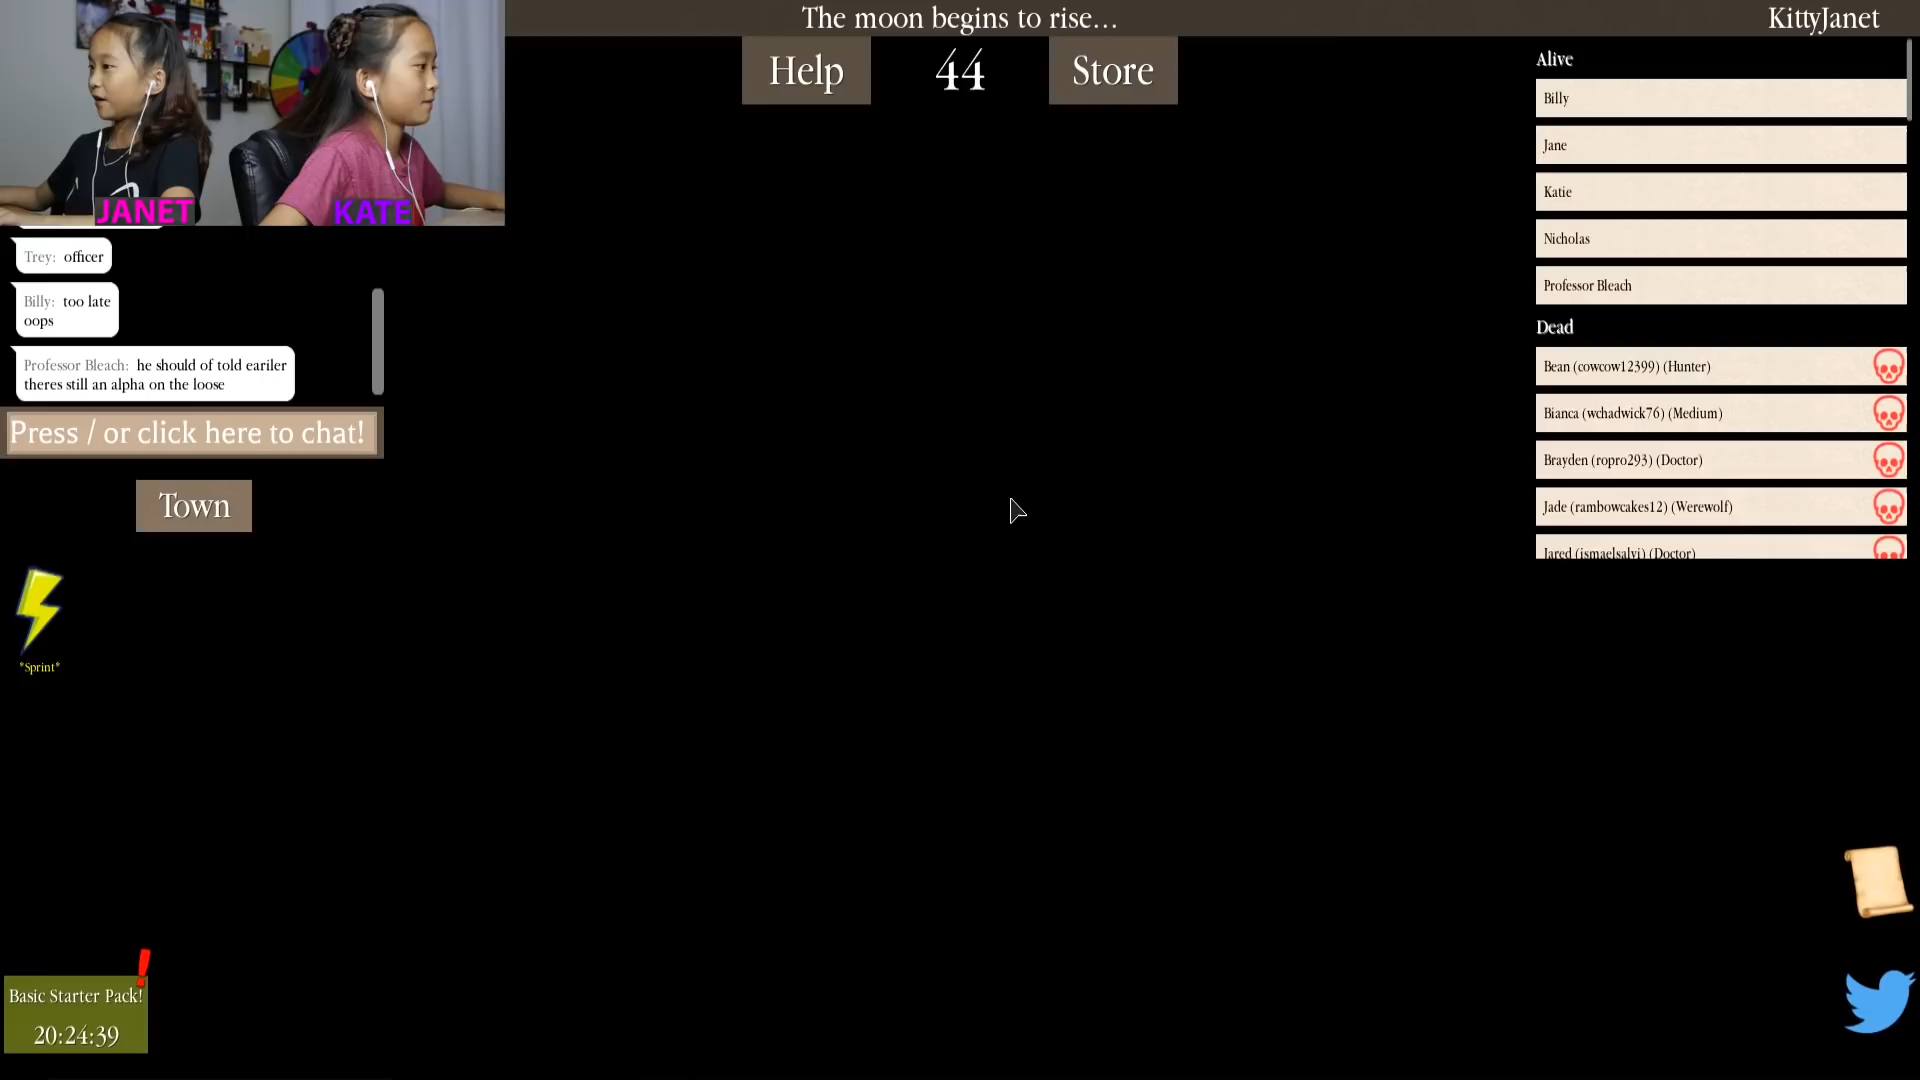 The moon begins to rise...
KittyJanet
Help
44
Store
JANET
KATE
Trey: officer
Billy: too late
oops
Professor Bleach: he should of told eariler
theres still an alpha on the loose
Press / or click here to chat!
Town
*Sprint*
Basic Starter Pack!
20:24:39
Alive
Billy
Jane
Katie
Nicholas
Professor Bleach
Dead
Bean (cowcow12399) (Hunter)
Bianca (wchadwick76) (Medium)
Brayden (ropro293) (Doctor)
Jade (rambowcakes12) (Werewolf)
Jared (ismaelsalvi) (Doctor)